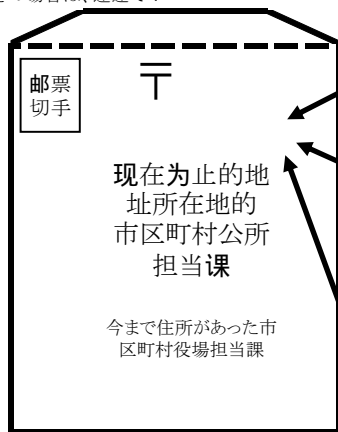 邮票
切手
〒
现在为止的地
址所在地的
市区町村公所
担当课
今まで住所があった市
区町村役場担当課